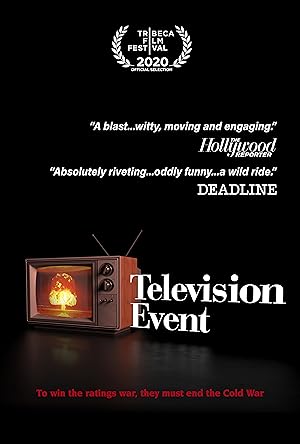 TRIBECA
FILM
FESTIVAL
2020
OFFICIAL SELECTION
"A blast...witty, moving and engaging."
THE
Hollywood
REPORTER
"Absolutely riveting...oddly funny...a wild ride."
DEADLINE
Television
Event
To win the ratings war, they must end the Cold War